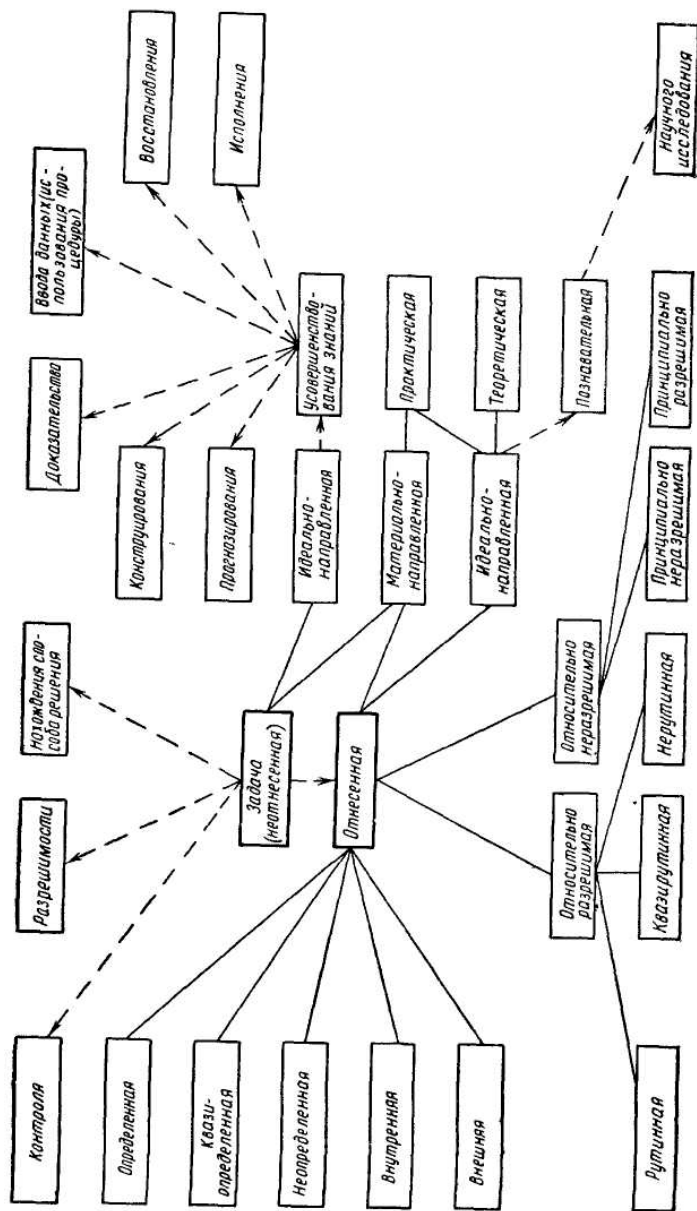 Контроля
Разрешимости
нахождения спо-
соба решения
Доказательства
Ввода данных (ис-
пользования про-
цедуры)
Определенная
Конструирования
Восстановления
Квази-
определенная
Прогнозирования
Исполнения
Неопределенная
Задача
(неотнесенная)
Идеально-
направленная
Усовершенство-
вания знаний
Внутренняя
Отнесенная
Материально-
направленная
Практическая
Внешняя
Идеально-
направленная
Теоретическая
Относительно
разрешимая
Относительно
неразрешимая
Познавательная
Рутинная
Квазирутинная
Нерутинная
Принципиально
неразрешимая
Принципиально
разрешимая
Научного
исследования